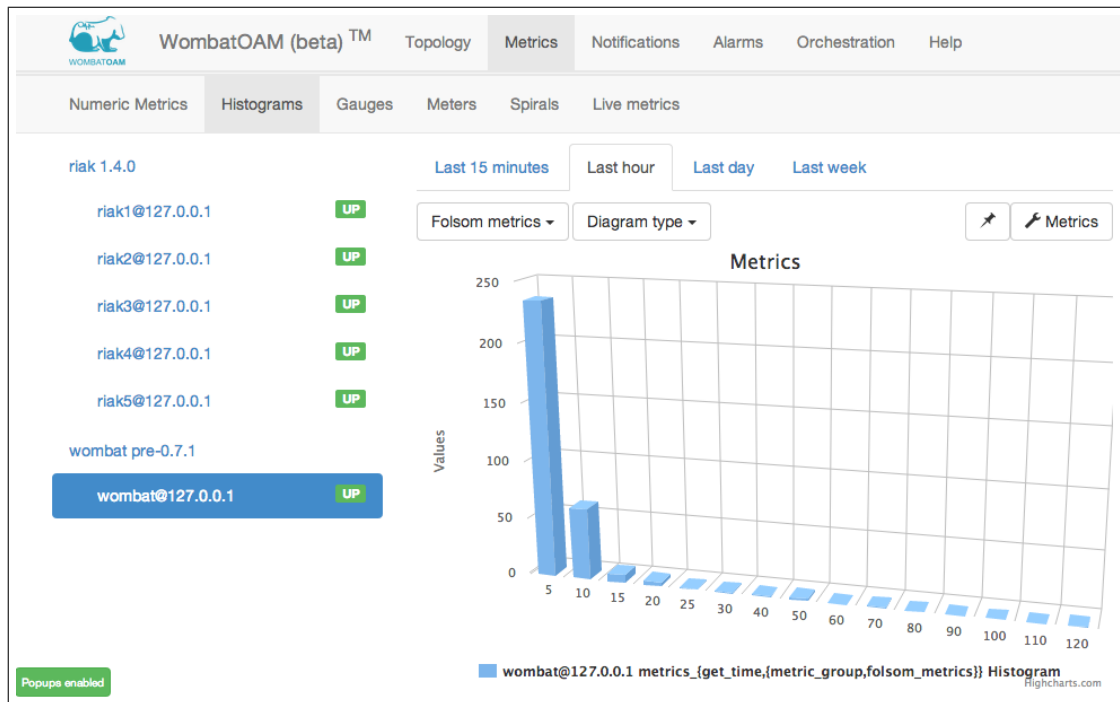 WOMBATOAM
WombatOAM (beta) TM Topology Metrics Notifications Alarms Orchestration Help
Numeric Metrics Histograms Gauges Meters Spirals Live metrics
riak 1.4.0
riak1@127.0.0.1 UP
riak2@127.0.0.1 UP
riak3@127.0.0.1 UP
riak4@127.0.0.1 UP
riak5@127.0.0.1 UP
wombat pre-0.7.1
wombat@127.0.0.1 UP
Popups enabled
Last 15 minutes Last hour Last day Last week
Folsom metrics Diagram type Metrics
Metrics
Values
250
200
150
100
50
0
5 10 15 20 25 30 40 50 60 70 80 90 100 110 120
wombat@127.0.0.1 metrics_{get_time,{metric_group,folsom_metrics}} Histogram
Highcharts.com